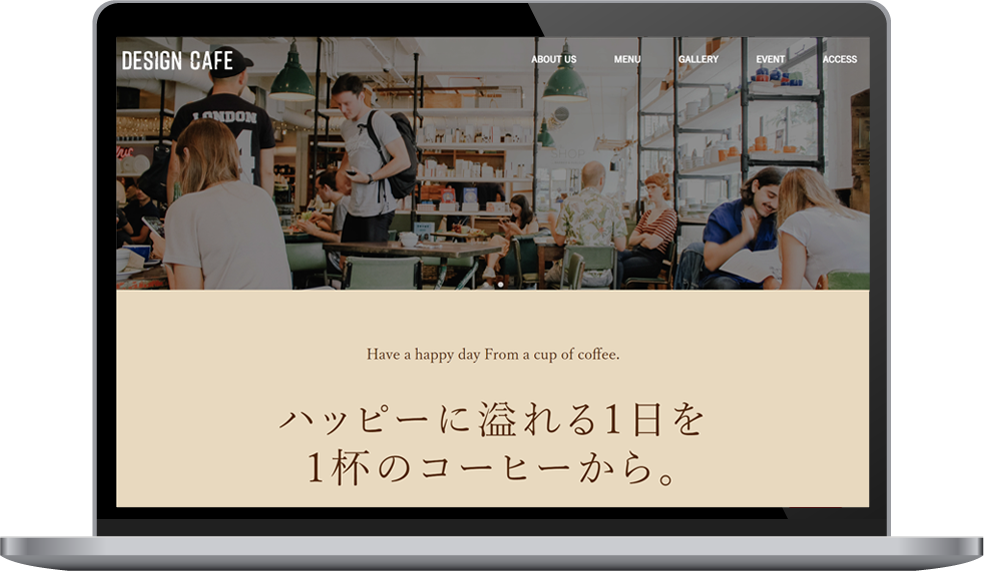 DESIGN CAFE
ABOUT US MENU GALLERY EVENT ACCESS
LONDON
Have a happy day From a cup of coffee.
ハッピーに溢れる1日を
1杯のコーヒーから。